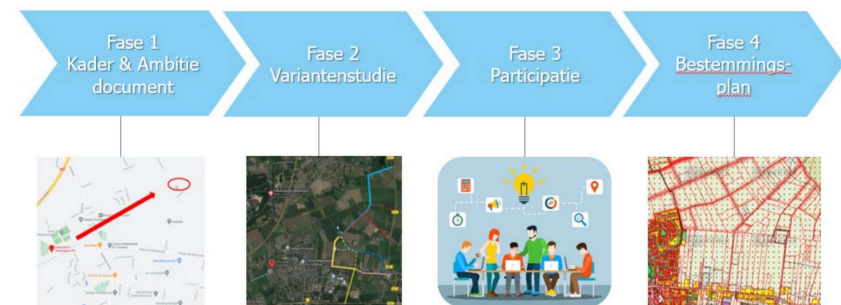 Fase 1
Kader & Ambitie
document
Fase 2
Variantenstudie
Fase 3
Participatie
Fase 4
Bestemmings-
plan